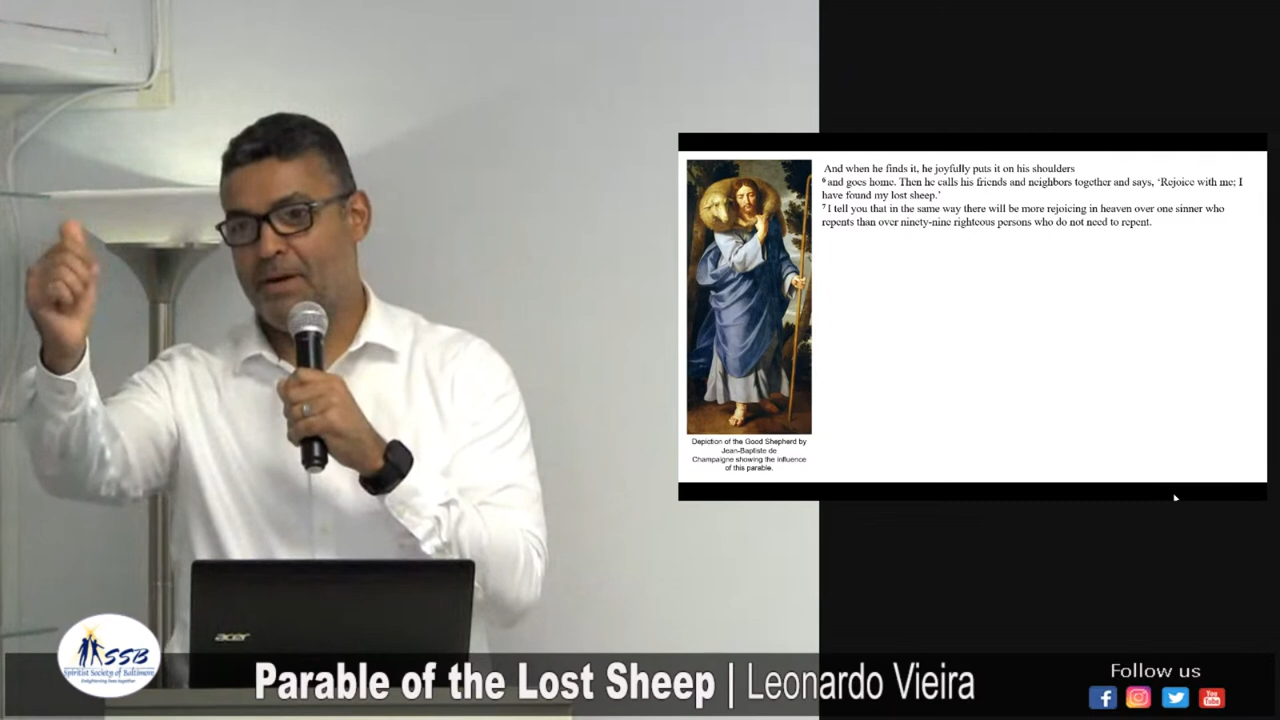 And when he finds it, he joyfully puts it on his shoulders
6 and goes home. Then he calls his friends and neighbors together and says, ‘Rejoice with me; I
have found my lost sheep.’
7 I tell you that in the same way there will be more rejoicing in heaven over one sinner who
repents than over ninety-nine righteous persons who do not need to repent.
Depiction of the Good Shepherd by
Jean-Baptiste de
Champaigne showing the influence
of this parable.
acer
SSB
Spiritist Society of Baltimore
Enlightening lives together
Parable of the Lost Sheep | Leonardo Vieira
Follow us
You
Tube